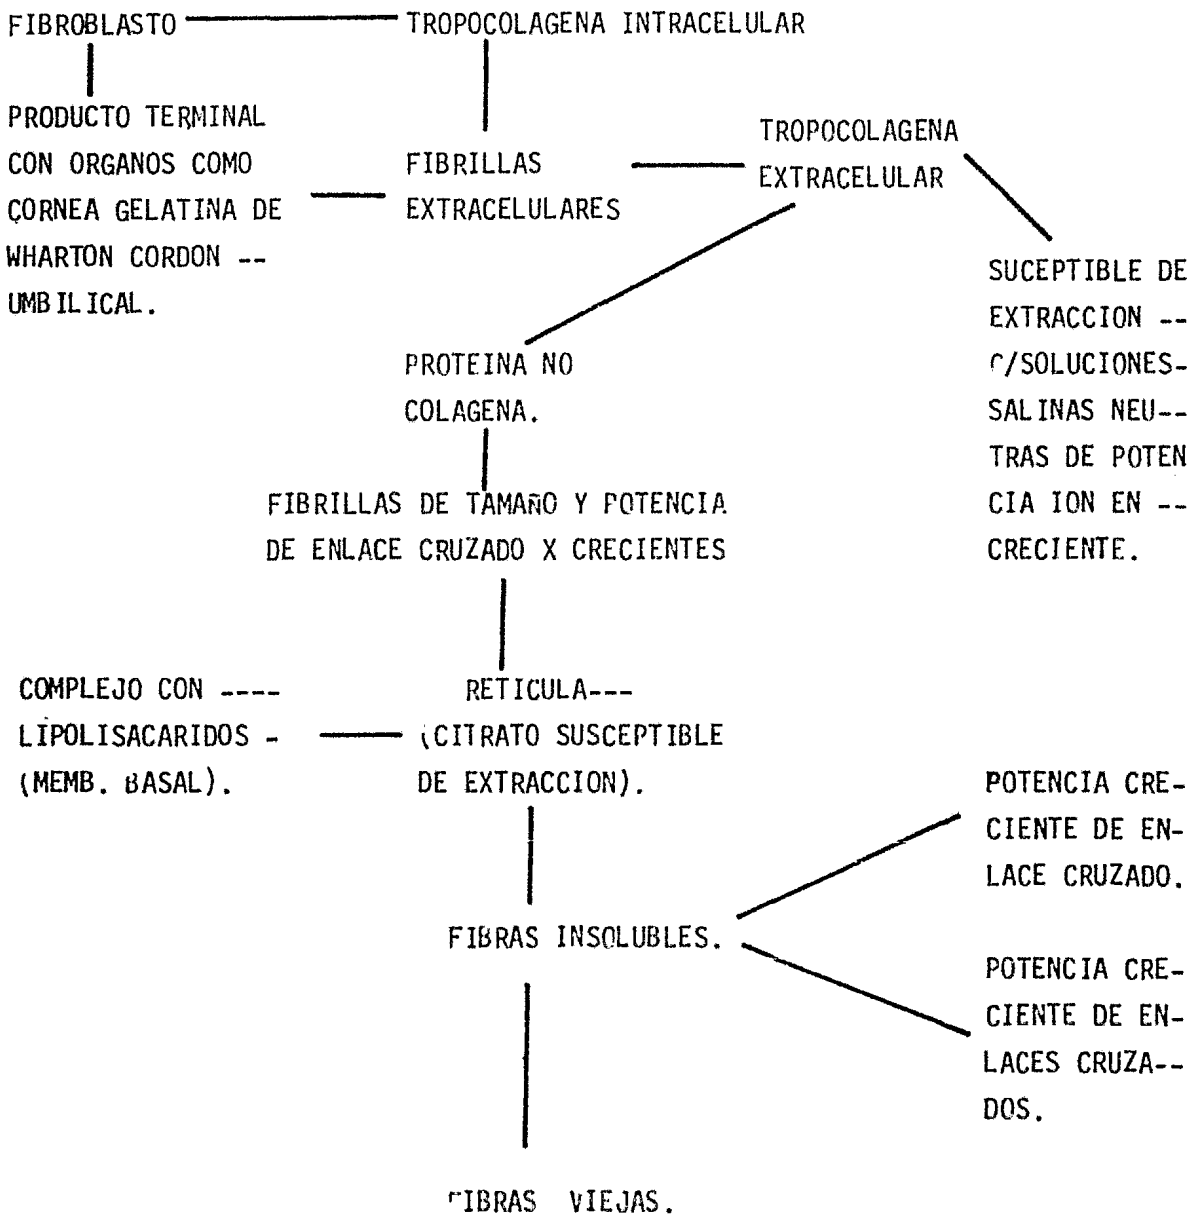 FIBROBLASTO
TROPOCOLAGENA INTRACELULAR
PRODUCTO TERMINAL
CON ORGANOS COMO
CORNEA GELATINA DE
WHARTON CORDON --
UMBILICAL.
FIBRILLAS
EXTRACELULARES
TROPOCOLAGENA
EXTRACELULAR
SUCEPTIBLE DE
EXTRACCION --
C/SOLUCIONES-
SALINAS NEU--
TRAS DE POTEN
CIA ION EN --
CRECIENTE.
PROTEINA NO
COLAGENA.
FIBRILLAS DE TAMAÑO Y POTENCIA
DE ENLACE CRUZADO X CRECIENTES
COMPLEJO CON ----
LIPOLISACARIDOS -
(MEMB. BASAL).
RETICULA---
(CITRATO SUSCEPTIBLE
DE EXTRACCION).
POTENCIA CRE-
CIENTE DE EN-
LACE CRUZADO.
FIBRAS INSOLUBLES.
POTENCIA CRE-
CIENTE DE EN-
LACES CRUZA--
DOS.
FIBRAS VIEJAS.